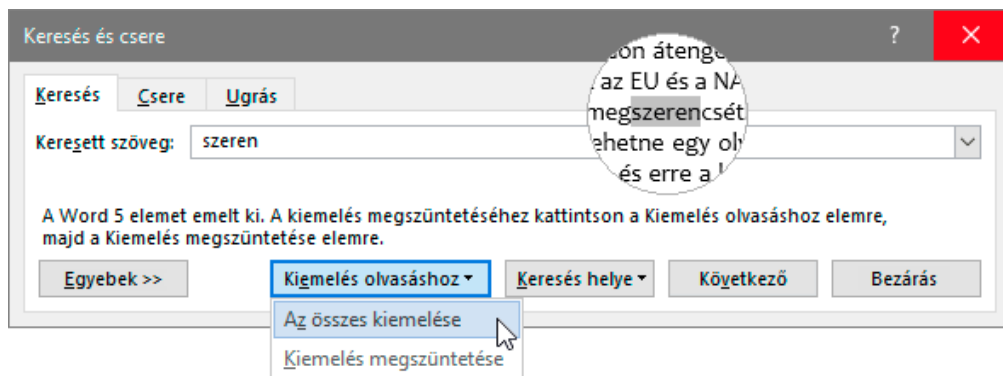 Keresés és csere ?
Keresés Csere Ugrás
Keresett szöveg: szeren
átenge
az EU és a NA
megszerencsét
ehetne egy
és erre a
A Word 5 elemet emelt ki. A kiemelés megszüntetéséhez kattintson a Kiemelés olvasáshoz elemre,
majd a Kiemelés megszüntetése elemre.
Egyebek >> Kiemelés olvasáshoz Keresés helye Következő Bezárás
Az összes kiemelése
Kiemelés megszüntetése